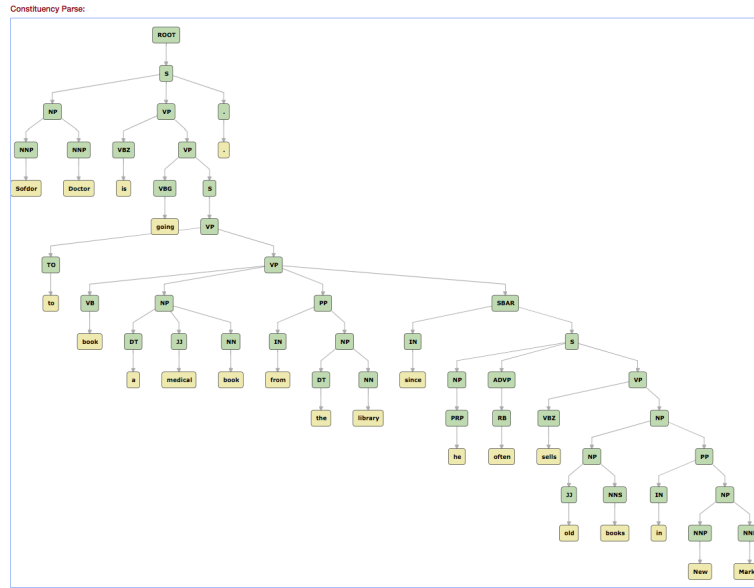 Constituency Parse:
ROOT
S
NP VP .
NNP NNP VBZ VP .
Sofdor Doctor is VBG S
going VP
TO VP
to VB NP PP SBAR
book DT JJ NN IN NP IN S
a medical book from DT NN since NP ADVP VP
the library PRP RB VBZ NP
he often sells NP PP
JJ NNS IN NP
old books in NNP
New